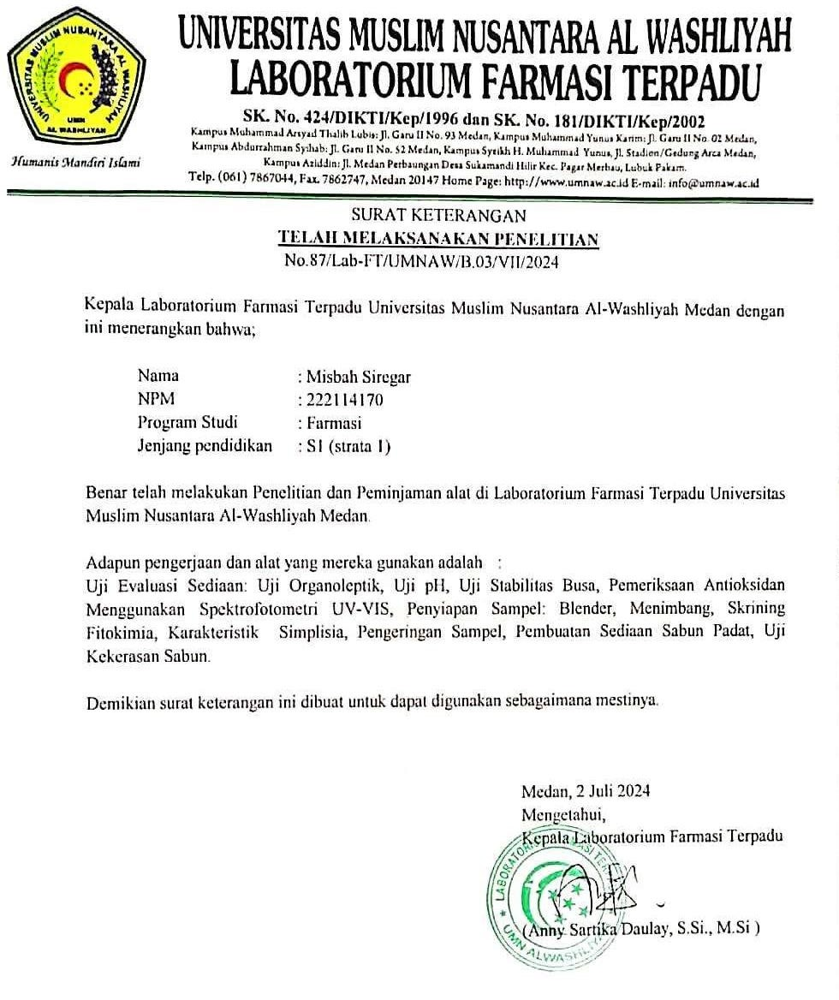 UNIVERSITAS MUSLIM NUSANTARA AL WASHLIYAH
UMN
AL WASHLIYAH
Humanis Mandiri Islami
UNIVERSITAS MUSLIM NUSANTARA AL WASHLIYAH
LABORATORIUM FARMASI TERPADU
SK. No. 424/DIKTI/Kep/1996 dan SK. No. 181/DIKTI/Kep/2002
Kampus Muhammad Arsyad Thalib Lubis: Jl. Garu II No. 93 Medan, Kampus Muhammad Yunus Karim: Jl. Garu II No. 02 Medan,
Kampus Abdurrahman Syihab: Jl. Garu II No. 52 Medan, Kampus Syeikh H. Muhammad Yunus, Jl. Stadion/Gedung Arca Medan,
Kampus Aziddin: Jl. Medan Perbaungan Desa Sukamandi Hilir Kec. Pagar Merbau, Lubuk Pakam.
Telp. (061) 7867044, Fax. 7862747, Medan 20147 Home Page: http://www.umnaw.ac.id E-mail: info@umnaw.ac.id
SURAT KETERANGAN
TELAH MELAKSANAKAN PENELITIAN
No.87/Lab-FT/UMNAW/B.03/VII/2024
Kepala Laboratorium Farmasi Terpadu Universitas Muslim Nusantara Al-Washliyah Medan dengan
ini menerangkan bahwa;
Nama : Misbah Siregar
NPM : 222114170
Program Studi : Farmasi
Jenjang pendidikan : S1 (strata 1)
Benar telah melakukan Penelitian dan Peminjaman alat di Laboratorium Farmasi Terpadu Universitas
Muslim Nusantara Al-Washliyah Medan.
Adapun pengerjaan dan alat yang mereka gunakan adalah :
Uji Evaluasi Sediaan: Uji Organoleptik, Uji pH, Uji Stabilitas Busa, Pemeriksaan Antioksidan
Menggunakan Spektrofotometri UV-VIS, Penyiapan Sampel: Blender, Menimbang, Skrining
Fitokimia, Karakteristik Simplisia, Pengeringan Sampel, Pembuatan Sediaan Sabun Padat, Uji
Kekerasan Sabun.
Demikian surat keterangan ini dibuat untuk dapat digunakan sebagaimana mestinya.
Medan, 2 Juli 2024
Mengetahui,
Kepala Laboratorium Farmasi Terpadu
(Anny Sartika Daulay, S.Si., M.Si )
UMN ALWASHLIYAH